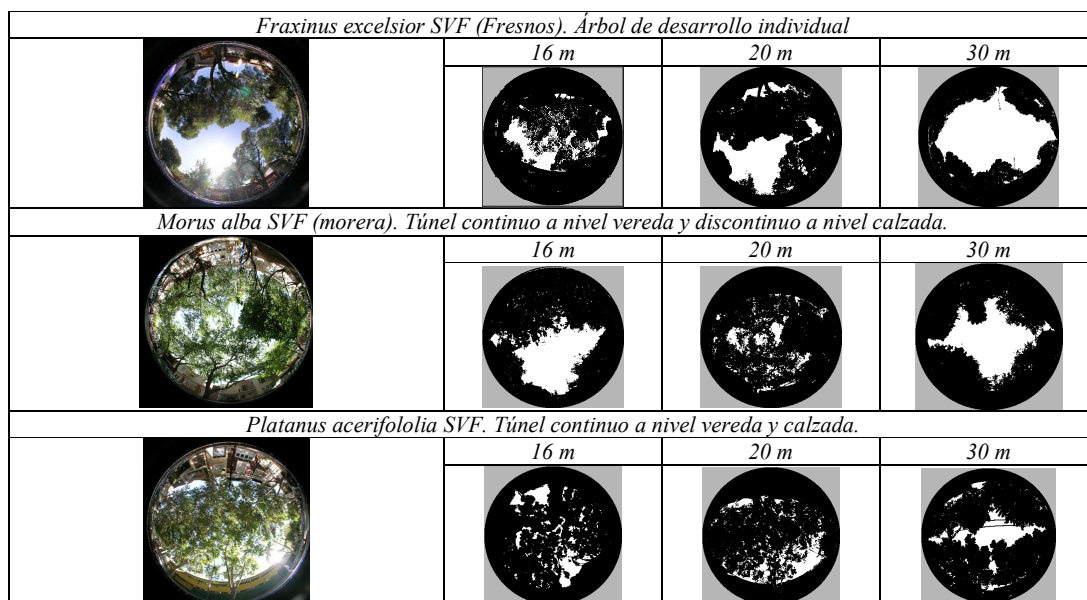 Fraxinus excelsior SVF (Fresnos). Árbol de desarrollo individual
16 m 20 m 30 m
Morus alba SVF (morera). Túnel continuo a nivel vereda y discontinuo a nivel calzada.
16 m 20 m 30 m
Platanus acerifololia SVF. Túnel continuo a nivel vereda y calzada.
16 m 20 m 30 m